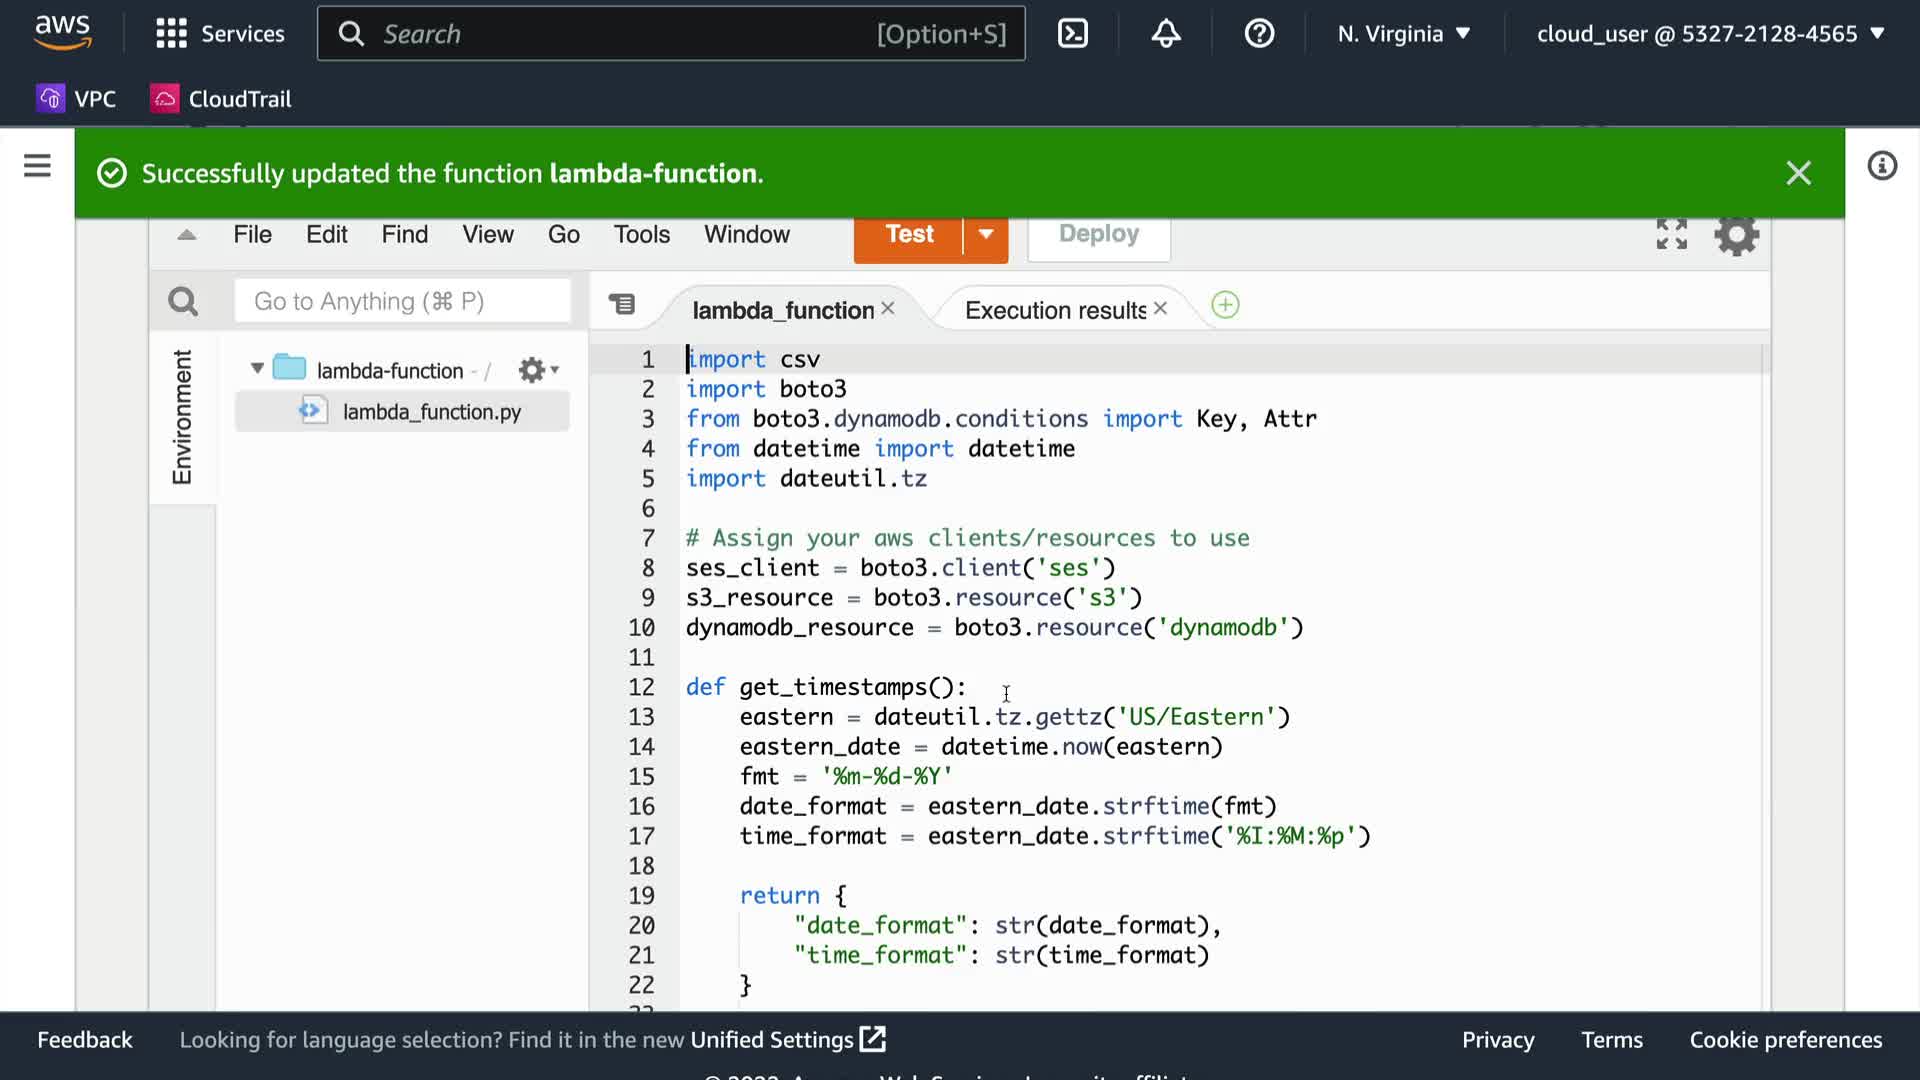 aws
Services
Search
[Option+S]
N. Virginia
cloud_user @ 5327-2128-4565
VPC
CloudTrail
Successfully updated the function lambda-function.
File Edit Find View Go Tools Window
Test
Deploy
Go to Anything (⌘ P)
lambda_function
Execution results
Environment
lambda-function - /
lambda_function.py
1 import csv
2 import boto3
3 from boto3.dynamodb.conditions import Key, Attr
4 from datetime import datetime
5 import dateutil.tz
6
7 # Assign your aws clients/resources to use
8 ses_client = boto3.client('ses')
9 s3_resource = boto3.resource('s3')
10 dynamodb_resource = boto3.resource('dynamodb')
11
12 def get_timestamps():
13     eastern = dateutil.tz.gettz('US/Eastern')
14     eastern_date = datetime.now(eastern)
15     fmt = '%m-%d-%Y'
16     date_format = eastern_date.strftime(fmt)
17     time_format = eastern_date.strftime('%I:%M:%p')
18
19     return {
20         "date_format": str(date_format),
21         "time_format": str(time_format)
22     }
Feedback
Looking for language selection? Find it in the new Unified Settings
Privacy
Terms
Cookie preferences